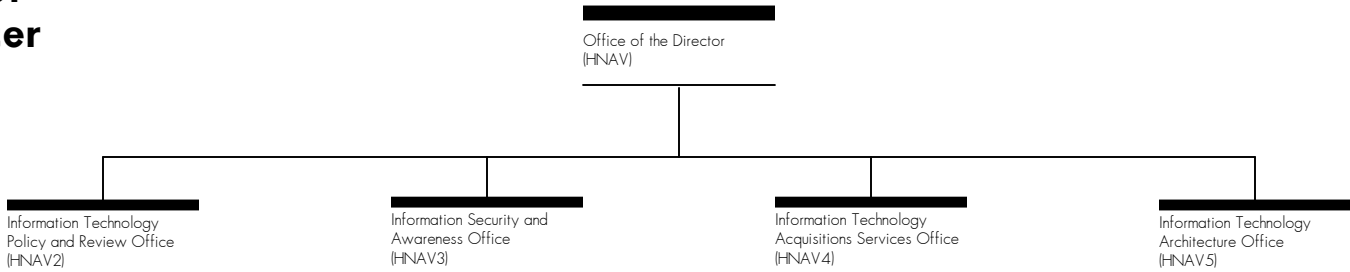 Office of the Director
(HNAV)
Information Technology
Policy and Review Office
(HNAV2)
Information Security and
Awareness Office
(HNAV3)
Information Technology
Acquisitions Services Office
(HNAV4)
Information Technology
Architecture Office
(HNAV5)